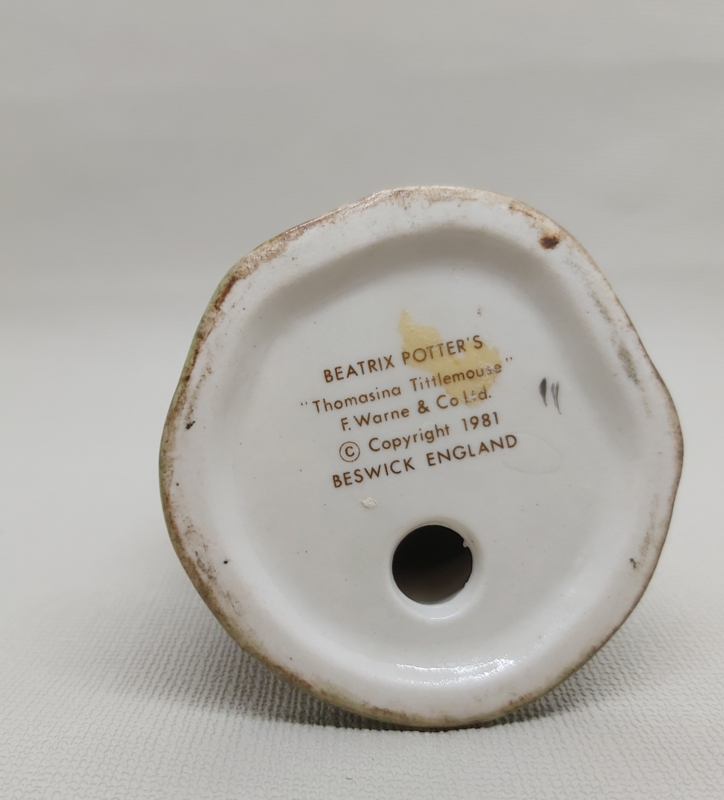 BEATRIX POTTER'S
"Thomasina Tittlemouse"
F. Warne & Co Ltd.
© Copyright 1981
BESWICK ENGLAND